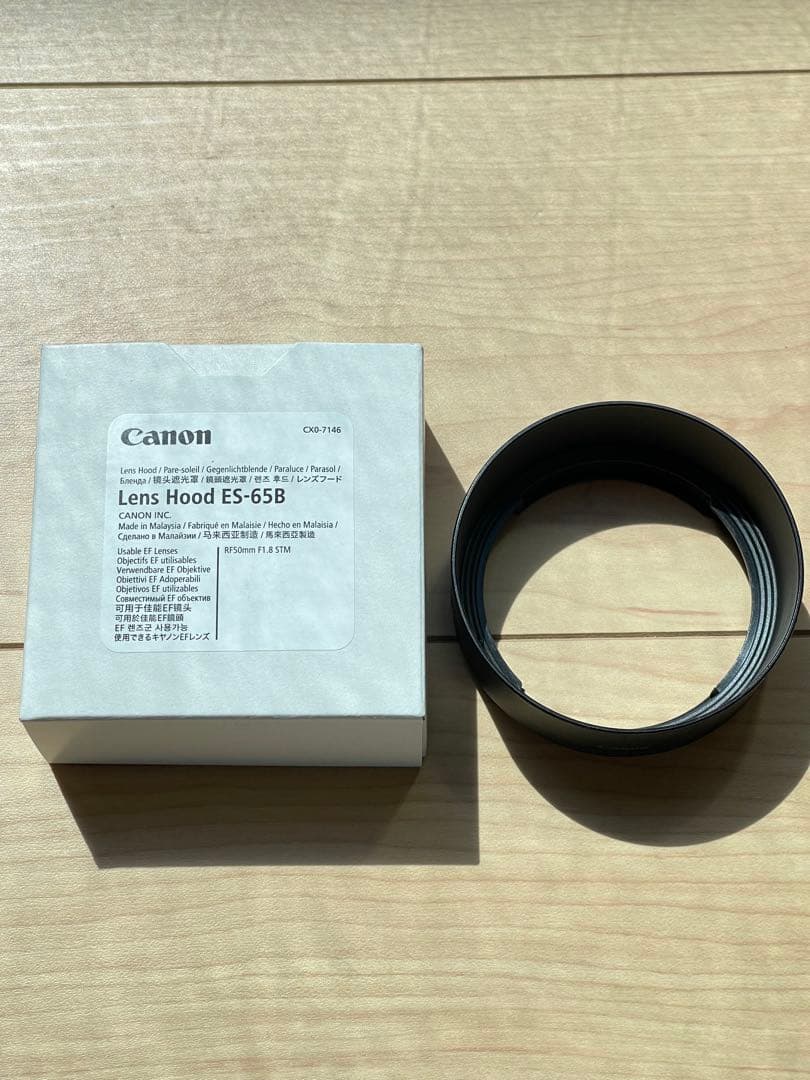 Canon
CX0-7146
Lens Hood / Pare-soleil / Gegenlichtblende / Paraluce / Parasol /
Бленда / 镜头遮光罩 / 鏡頭遮光罩 / 렌즈 후드 / レンズフード
Lens Hood ES-65B
CANON INC.
Made in Malaysia / Fabriqué en Malaisie / Hecho en Malaisia /
Сделано в Малайзии / 马来西亚制造 / 馬來西亞製造
Usable EF Lenses
Objectifs EF utilisables
Verwendbare EF Objektive
Obiettivi EF Adoperabili
Objetivos EF utilizables
Совместимый EF объектив
可用于佳能EF镜头
可用於佳能EF鏡頭
EF 렌즈군 사용가능
使用できるキヤノンEFレンズ
RF50mm F1.8 STM